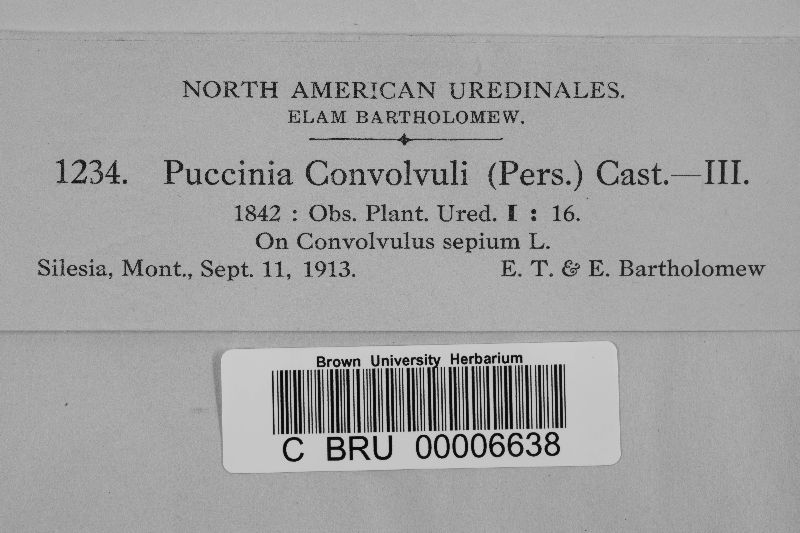 NORTH AMERICAN UREDINALES.
ELAM BARTHOLOMEW.
1234. Puccinia Convolvuli (Pers.) Cast.—III.
1842 : Obs. Plant. Ured. I : 16.
On Convolvulus sepium L.
Silesia, Mont., Sept. 11, 1913. E. T. & E. Bartholomew
Brown University Herbarium
C BRU 00006638